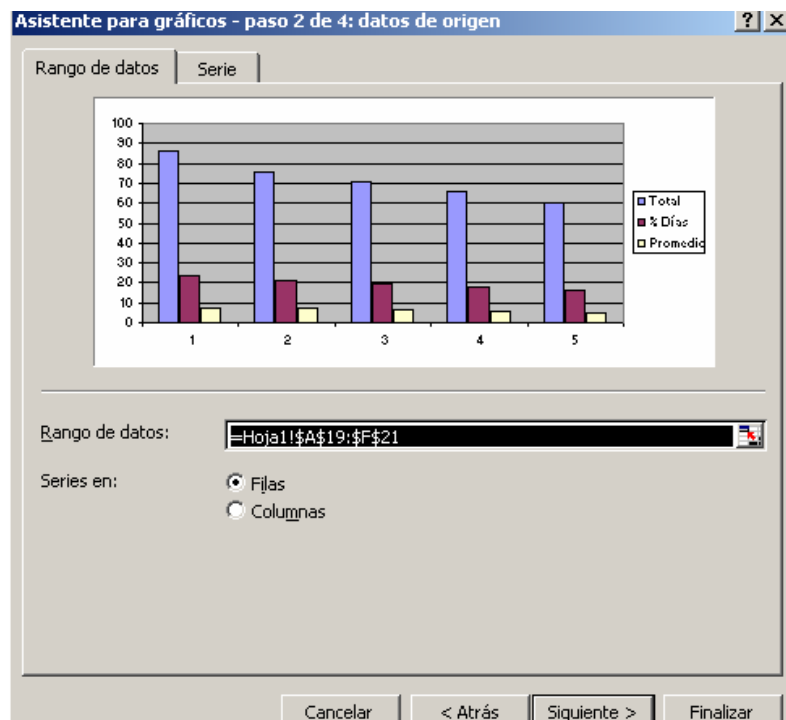 Asistente para gráficos - paso 2 de 4: datos de origen
Rango de datos
Serie
100
90
80
70
60
50
40
30
20
10
0
1 2 3 4 5
Total
% Días
Promedio
Rango de datos: =Hoja1!$A$19:$F$21
Series en: Filas
Columnas
Cancelar < Atrás Siguiente > Finalizar